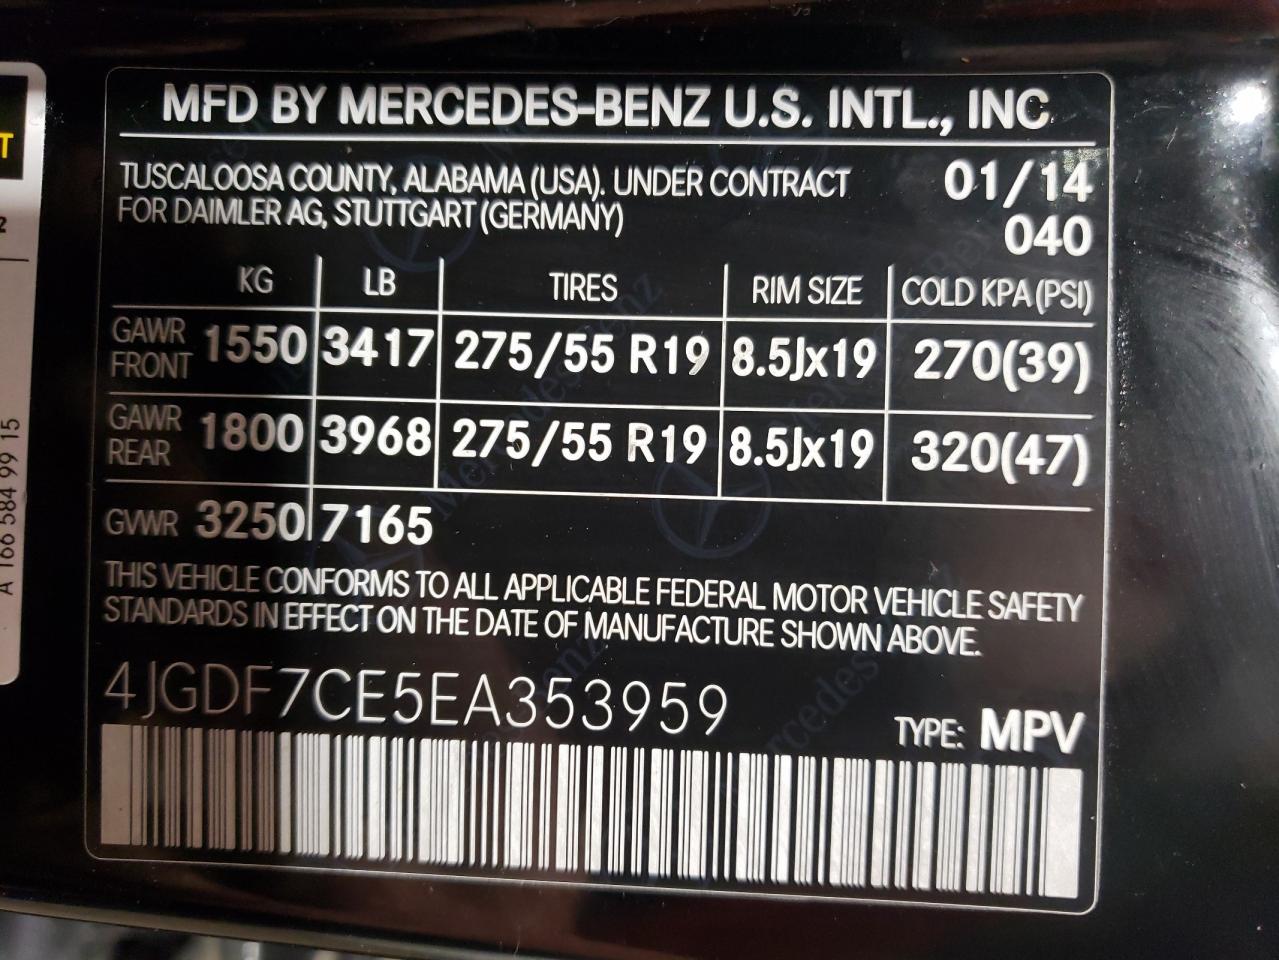 MFD BY MERCEDES-BENZ U.S. INTL., INC
TUSCALOOSA COUNTY, ALABAMA (USA). UNDER CONTRACT 01/14
FOR DAIMLER AG, STUTTGART (GERMANY)
040
KG LB TIRES RIM SIZE COLD KPA (PSI)
GAWR FRONT 1550 3417 275/55 R19 8.5Jx19 270(39)
GAWR REAR 1800 3968 275/55 R19 8.5Jx19 320(47)
GVWR 3250 7165
THIS VEHICLE CONFORMS TO ALL APPLICABLE FEDERAL MOTOR VEHICLE SAFETY
STANDARDS IN EFFECT ON THE DATE OF MANUFACTURE SHOWN ABOVE.
4JGDF7CE5EA353959
TYPE: MPV
A 166 584 99 15